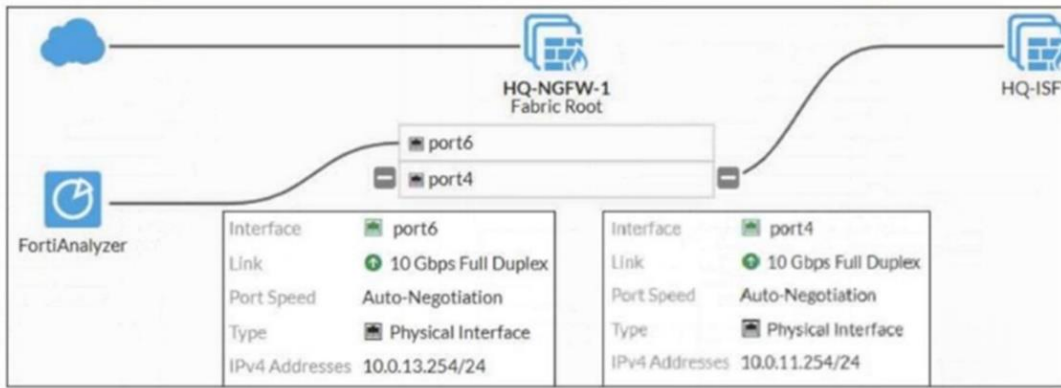 HQ-NGFW-1
Fabric Root
HQ-ISF
port6
port4
FortiAnalyzer
Interface port6
Link 10 Gbps Full Duplex
Port Speed Auto-Negotiation
Type Physical Interface
IPv4 Addresses 10.0.13.254/24
Interface port4
Link 10 Gbps Full Duplex
Port Speed Auto-Negotiation
Type Physical Interface
IPv4 Addresses 10.0.11.254/24